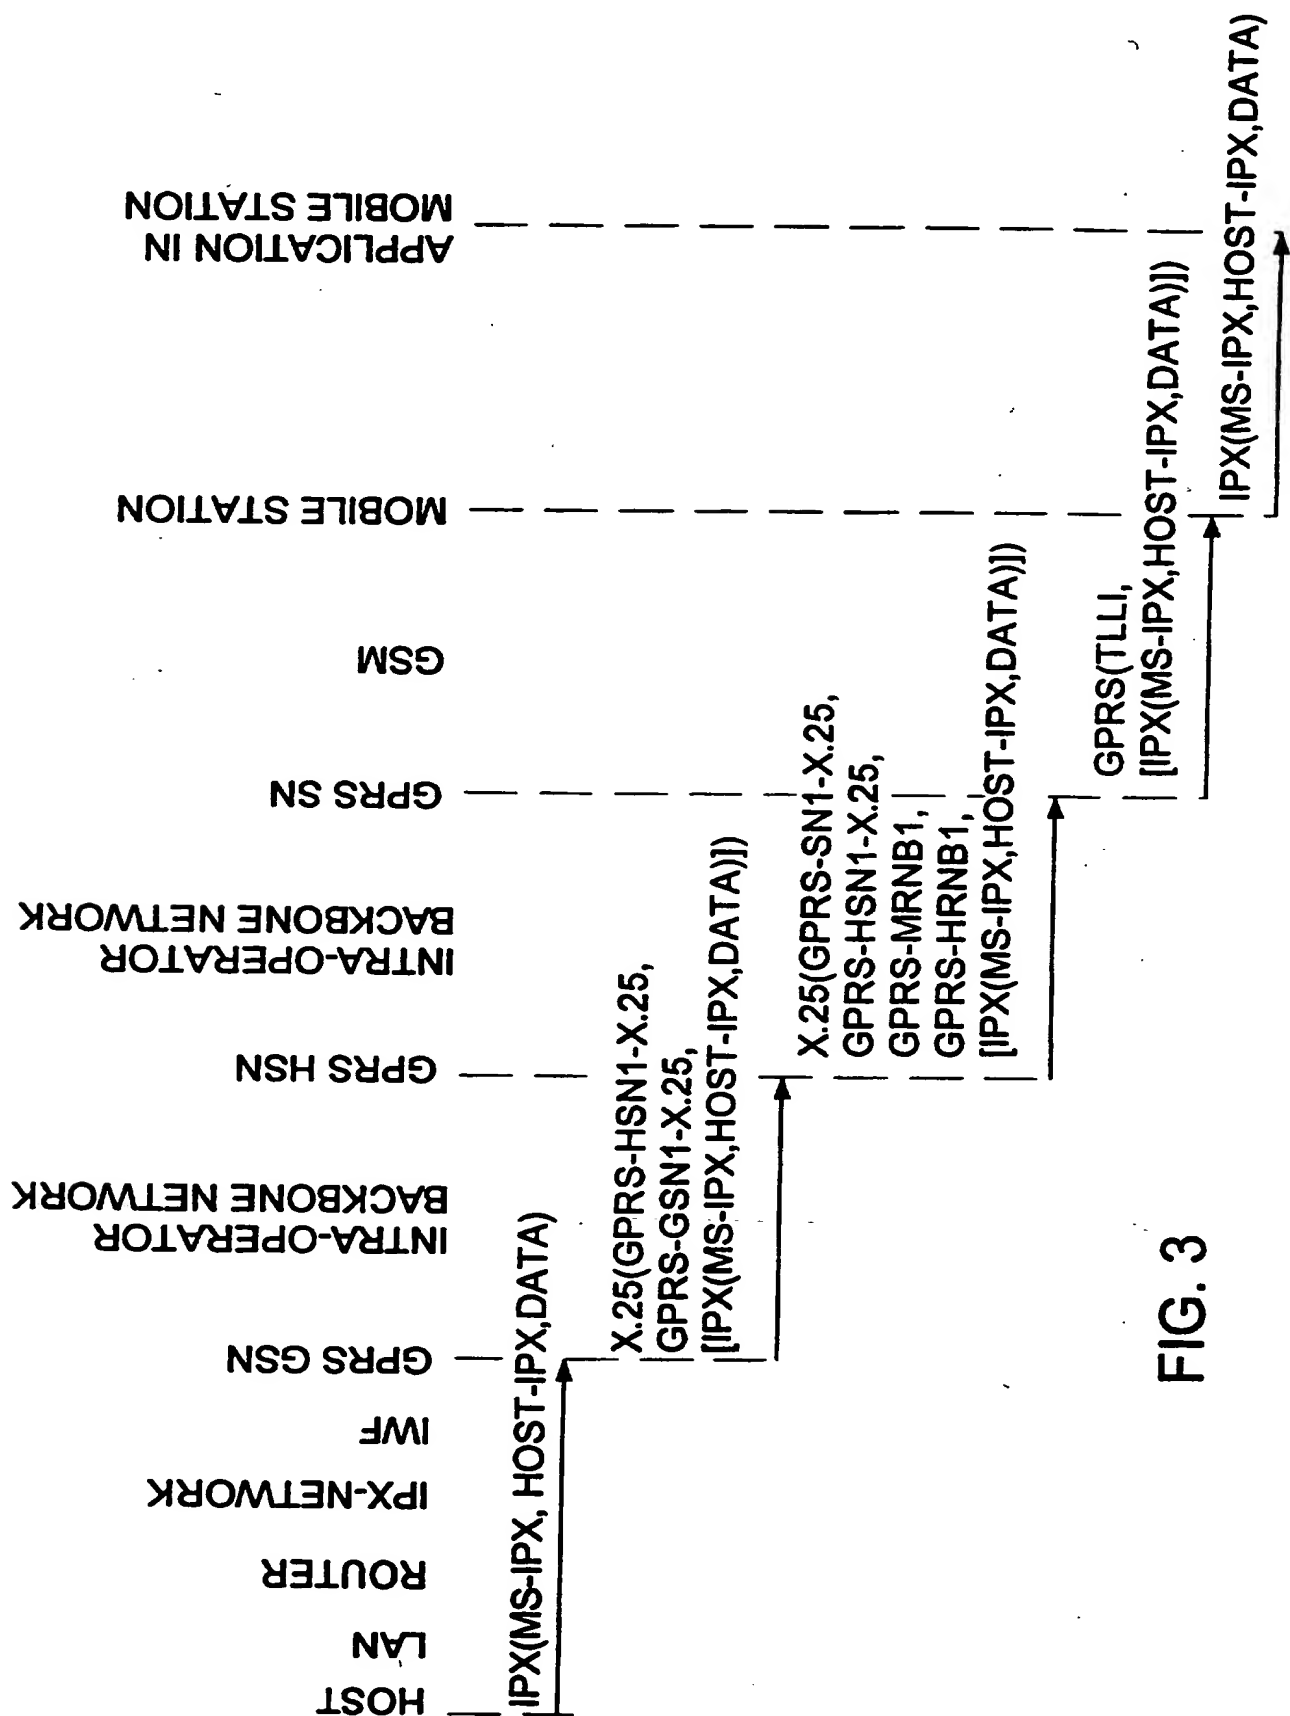 HOST
LAN
ROUTER
IPX-NETWORK
IWF
GPRS GSN
INTRA-OPERATOR
BACKBONE NETWORK
GPRS HSN
INTRA-OPERATOR
BACKBONE NETWORK
GPRS SN
GSM
MOBILE STATION
APPLICATION IN
MOBILE STATION
IPX(MS-IPX, HOST-IPX,DATA)
X.25(GPRS-HSN1-X.25,
GPRS-GSN1-X.25,
[IPX(MS-IPX,HOST-IPX,DATA)])
X.25(GPRS-SN1-X.25,
GPRS-HSN1-X.25,
GPRS-MRNB1,
GPRS-HRNB1,
[IPX(MS-IPX,HOST-IPX,DATA)])
GPRS(TLLI,
[IPX(MS-IPX,HOST-IPX,DATA)])
IPX(MS-IPX,HOST-IPX,DATA)
FIG. 3